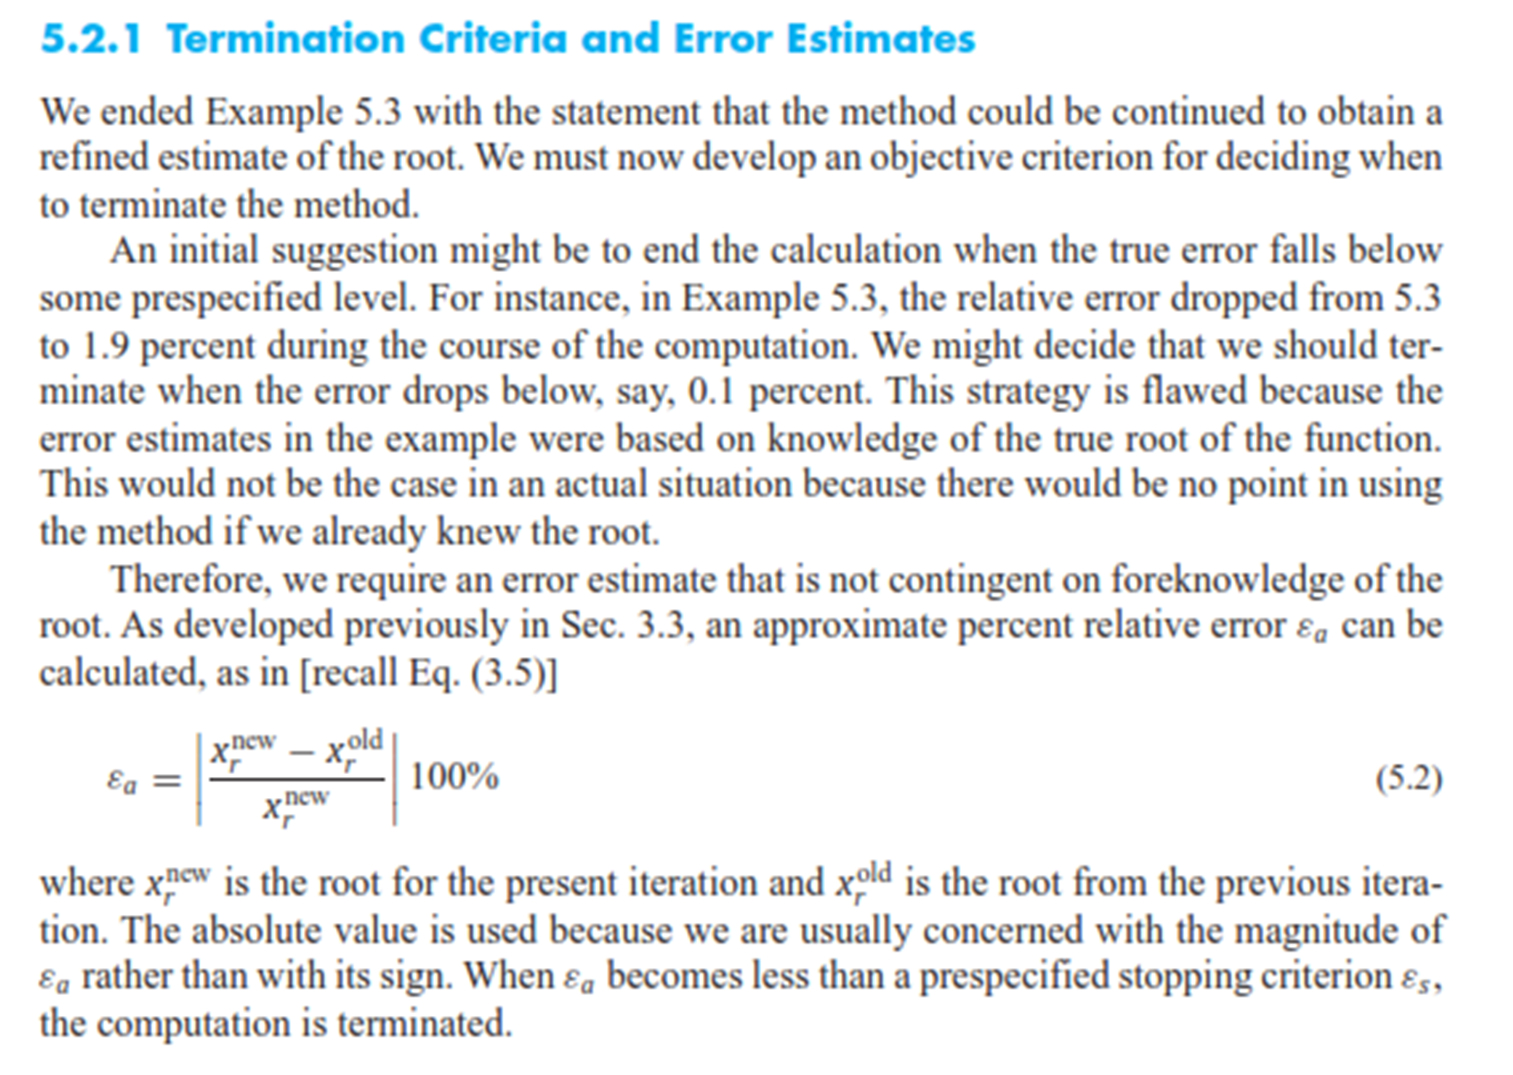 5.2.1 Termination Criteria and Error Estimates
We ended Example 5.3 with the statement that the method could be continued to obtain a
refined estimate of the root. We must now develop an objective criterion for deciding when
to terminate the method.
An initial suggestion might be to end the calculation when the true error falls below
some prespecified level. For instance, in Example 5.3, the relative error dropped from 5.3
to 1.9 percent during the course of the computation. We might decide that we should ter-
minate when the error drops below, say, 0.1 percent. This strategy is flawed because the
error estimates in the example were based on knowledge of the true root of the function.
This would not be the case in an actual situation because there would be no point in using
the method if we already knew the root.
Therefore, we require an error estimate that is not contingent on foreknowledge of the
root. As developed previously in Sec. 3.3, an approximate percent relative error εₐ can be
calculated, as in [recall Eq. (3.5)]
εₐ = |(x_r^new − x_r^old) / x_r^new| 100% (5.2)
where x_r^new is the root for the present iteration and x_r^old is the root from the previous itera-
tion. The absolute value is used because we are usually concerned with the magnitude of
εₐ rather than with its sign. When εₐ becomes less than a prespecified stopping criterion εₛ,
the computation is terminated.